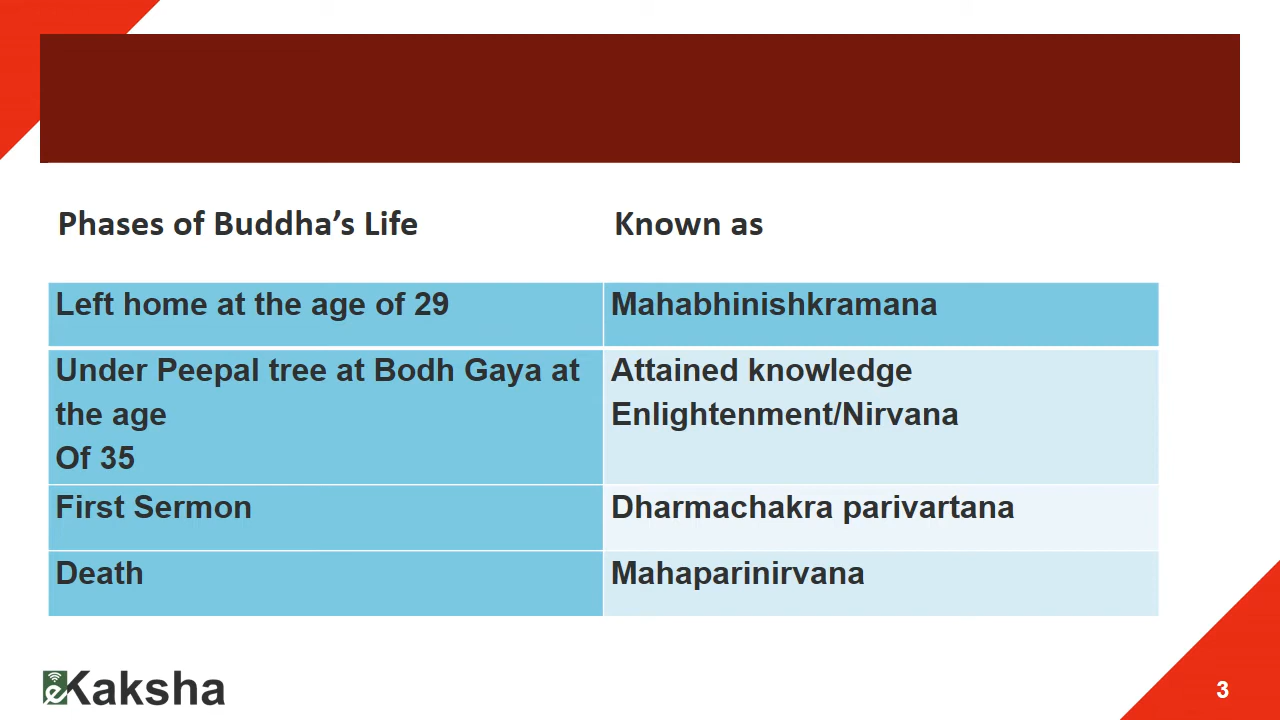 Phases of Buddha’s Life
Known as
Left home at the age of 29
Mahabhinishkramana
Under Peepal tree at Bodh Gaya at
the age
Of 35
Attained knowledge
Enlightenment/Nirvana
First Sermon
Dharmachakra parivartana
Death
Mahaparinirvana
eKaksha
3